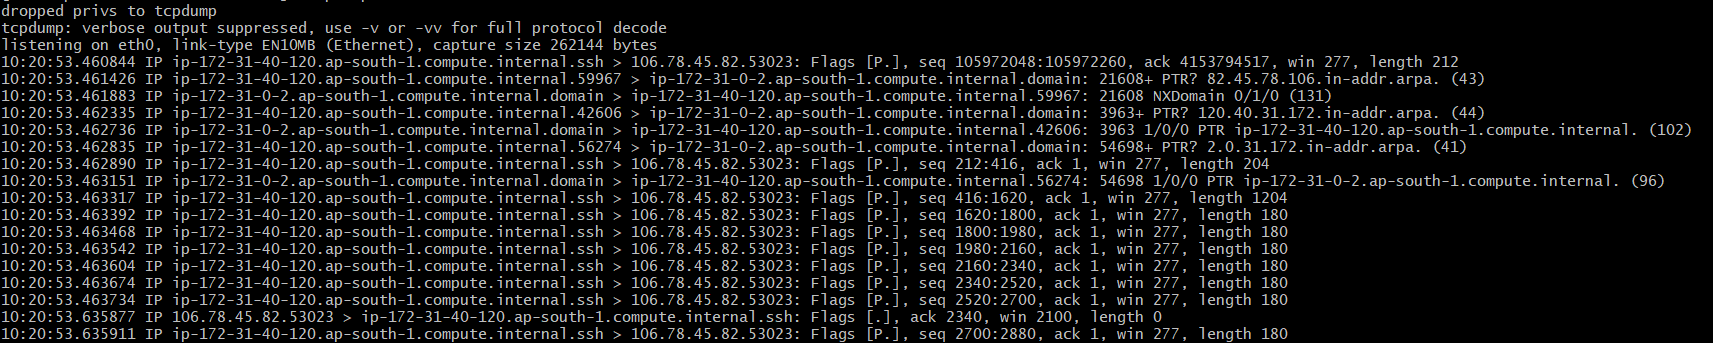 dropped privs to tcpdump
tcpdump: verbose output suppressed, use -v or -vv for full protocol decode
listening on eth0, link-type EN10MB (Ethernet), capture size 262144 bytes
10:20:53.460844 IP ip-172-31-40-120.ap-south-1.compute.internal.ssh > 106.78.45.82.53023: Flags [P.], seq 105972048:105972260, ack 4153794517, win 277, length 212
10:20:53.461426 IP ip-172-31-40-120.ap-south-1.compute.internal.59967 > ip-172-31-0-2.ap-south-1.compute.internal.domain: 21608+ PTR? 82.45.78.106.in-addr.arpa. (43)
10:20:53.461883 IP ip-172-31-0-2.ap-south-1.compute.internal.domain > ip-172-31-40-120.ap-south-1.compute.internal.59967: 21608 NXDomain 0/1/0 (131)
10:20:53.462335 IP ip-172-31-40-120.ap-south-1.compute.internal.42606 > ip-172-31-0-2.ap-south-1.compute.internal.domain: 3963+ PTR? 120.40.31.172.in-addr.arpa. (44)
10:20:53.462736 IP ip-172-31-0-2.ap-south-1.compute.internal.domain > ip-172-31-40-120.ap-south-1.compute.internal.42606: 3963 1/0/0 PTR ip-172-31-40-120.ap-south-1.compute.internal. (102)
10:20:53.462835 IP ip-172-31-40-120.ap-south-1.compute.internal.56274 > ip-172-31-0-2.ap-south-1.compute.internal.domain: 54698+ PTR? 2.0.31.172.in-addr.arpa. (41)
10:20:53.462890 IP ip-172-31-40-120.ap-south-1.compute.internal.ssh > 106.78.45.82.53023: Flags [P.], seq 212:416, ack 1, win 277, length 204
10:20:53.463151 IP ip-172-31-0-2.ap-south-1.compute.internal.domain > ip-172-31-40-120.ap-south-1.compute.internal.56274: 54698 1/0/0 PTR ip-172-31-0-2.ap-south-1.compute.internal. (96)
10:20:53.463317 IP ip-172-31-40-120.ap-south-1.compute.internal.ssh > 106.78.45.82.53023: Flags [P.], seq 416:1620, ack 1, win 277, length 1204
10:20:53.463392 IP ip-172-31-40-120.ap-south-1.compute.internal.ssh > 106.78.45.82.53023: Flags [P.], seq 1620:1800, ack 1, win 277, length 180
10:20:53.463468 IP ip-172-31-40-120.ap-south-1.compute.internal.ssh > 106.78.45.82.53023: Flags [P.], seq 1800:1980, ack 1, win 277, length 180
10:20:53.463542 IP ip-172-31-40-120.ap-south-1.compute.internal.ssh > 106.78.45.82.53023: Flags [P.], seq 1980:2160, ack 1, win 277, length 180
10:20:53.463604 IP ip-172-31-40-120.ap-south-1.compute.internal.ssh > 106.78.45.82.53023: Flags [P.], seq 2160:2340, ack 1, win 277, length 180
10:20:53.463674 IP ip-172-31-40-120.ap-south-1.compute.internal.ssh > 106.78.45.82.53023: Flags [P.], seq 2340:2520, ack 1, win 277, length 180
10:20:53.463734 IP ip-172-31-40-120.ap-south-1.compute.internal.ssh > 106.78.45.82.53023: Flags [P.], seq 2520:2700, ack 1, win 277, length 180
10:20:53.635877 IP 106.78.45.82.53023 > ip-172-31-40-120.ap-south-1.compute.internal.ssh: Flags [.], ack 2340, win 2100, length 0
10:20:53.635911 IP ip-172-31-40-120.ap-south-1.compute.internal.ssh > 106.78.45.82.53023: Flags [P.], seq 2700:2880, ack 1, win 277, length 180